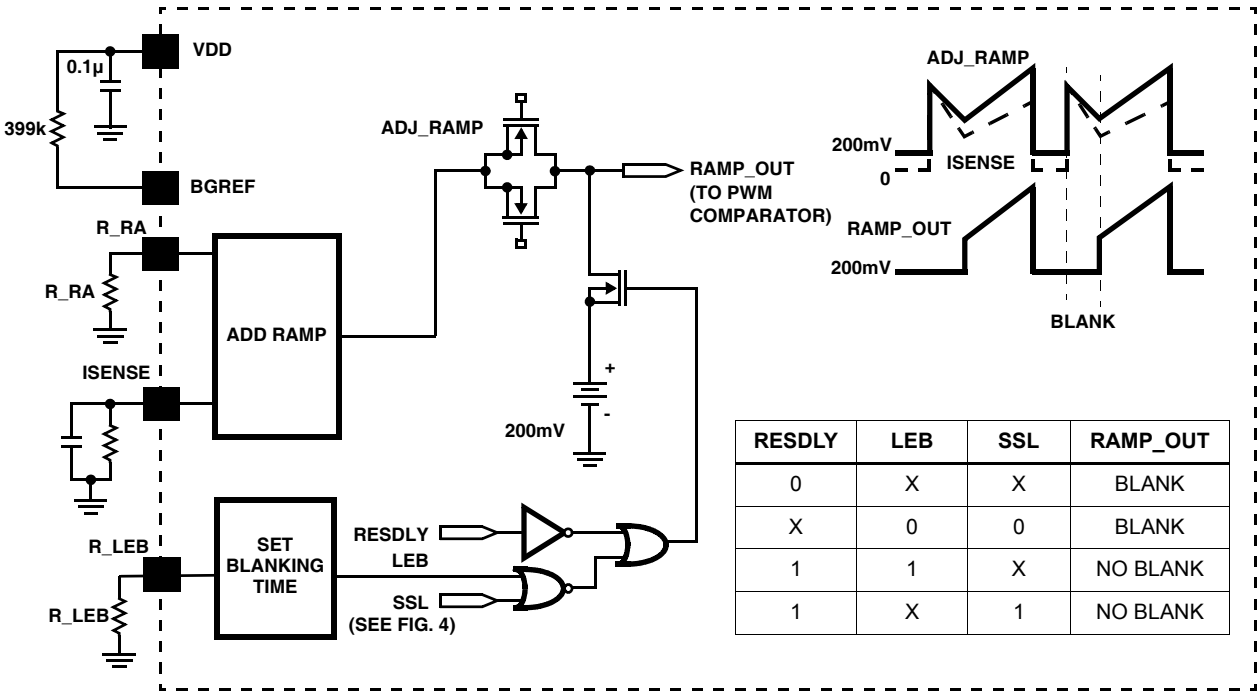 VDD
0.1µ
399k
BGREF
R_RA
R_RA
ADD RAMP
ISENSE
ADJ_RAMP
RAMP_OUT
(TO PWM
COMPARATOR)
+
-
200mV
R_LEB
R_LEB
SET
BLANKING
TIME
RESDLY
LEB
SSL
(SEE FIG. 4)
ADJ_RAMP
200mV
ISENSE
0
RAMP_OUT
200mV
BLANK
RESDLY LEB SSL RAMP_OUT
0 X X BLANK
X 0 0 BLANK
1 1 X NO BLANK
1 X 1 NO BLANK